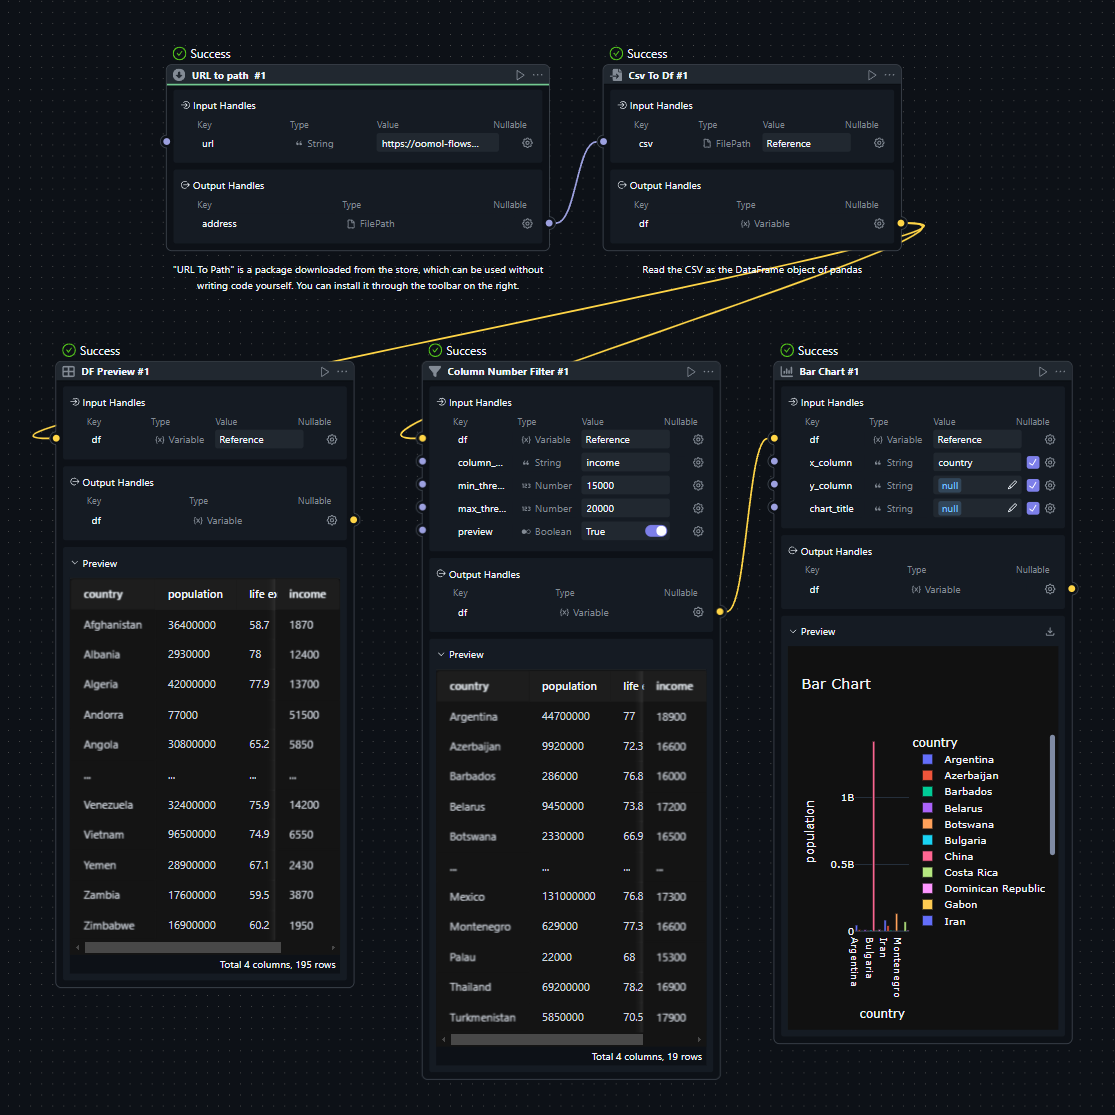 Success
URL to path #1
Input Handles
Key Type Value Nullable
url String https://oomol-flows...
Output Handles
Key Type Nullable
address FilePath
"URL To Path" is a package downloaded from the store, which can be used without
writing code yourself. You can install it through the toolbar on the right.
Success
Csv To Df #1
Input Handles
Key Type Value Nullable
csv FilePath Reference
Output Handles
Key Type Nullable
df (x) Variable
Read the CSV as the DataFrame object of pandas
Success
DF Preview #1
Input Handles
Key Type Value Nullable
df (x) Variable Reference
Output Handles
Key Type Nullable
df (x) Variable
Preview
country population life ex income
Afghanistan 36400000 58.7 1870
Albania 2930000 78 12400
Algeria 42000000 77.9 13700
Andorra 77000 51500
Angola 30800000 65.2 5850
... ... ... ...
Venezuela 32400000 75.9 14200
Vietnam 96500000 74.9 6550
Yemen 28900000 67.1 2430
Zambia 17600000 59.5 3870
Zimbabwe 16900000 60.2 1950
Total 4 columns, 195 rows
Success
Column Number Filter #1
Input Handles
Key Type Value Nullable
df (x) Variable Reference
column_... String income
min_thre... 123 Number 15000
max_thre... 123 Number 20000
preview Boolean True
Output Handles
Key Type Nullable
df (x) Variable
Preview
country population life income
Argentina 44700000 77 18900
Azerbaijan 9920000 72.3 16600
Barbados 286000 76.8 16000
Belarus 9450000 73.8 17200
Botswana 2330000 66.9 16500
... ... ... ...
Mexico 131000000 76.8 17300
Montenegro 629000 77.3 16400
Palau 22000 68 15300
Thailand 69200000 78.2 16900
Turkmenistan 5850000 70.5 17900
Total 4 columns, 19 rows
Success
Bar Chart #1
Input Handles
Key Type Value Nullable
df (x) Variable Reference
x_column String country
y_column String null
chart_title String null
Output Handles
Key Type Nullable
df (x) Variable
Preview
Bar Chart
country
Argentina
Azerbaijan
Barbados
Belarus
Botswana
Bulgaria
China
Costa Rica
Dominican Republic
Gabon
Iran
population
1B
0.5B
0
Argentina
Bulgaria
Iran
Montenegro
country